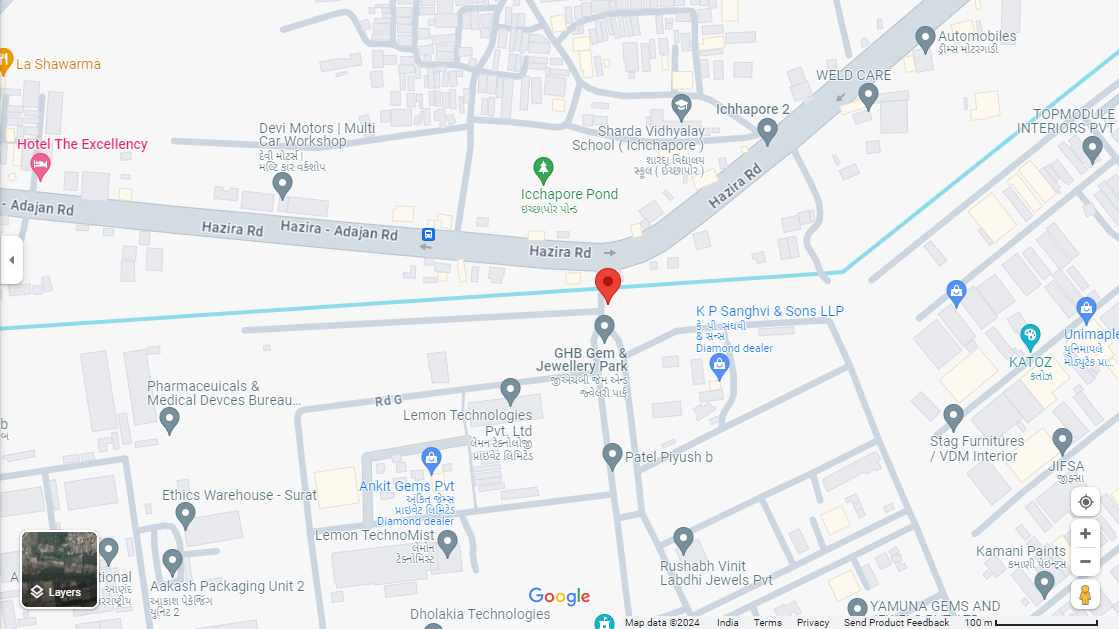 Automobiles
ડ્રીમ્સ મોટરગાડી
La Shawarma
WELD CARE
Ichhapore 2
TOPMODULE
INTERIORS PVT
Devi Motors | Multi
Car Workshop
દેવી મોટર્સ |
મલ્ટિ કાર વર્કશોપ
Sharda Vidhyalay
School ( Ichchapore )
શારદા વિદ્યાલય
સ્કૂલ ( ઈચ્છાપોર )
Hotel The Excellency
Icchapore Pond
ઇચ્છાપોર પોન્ડ
Hazira Rd
- Adajan Rd
Hazira Rd
Hazira - Adajan Rd
Hazira Rd
K P Sanghvi & Sons LLP
કે. પી. સંઘવી
& સન્સ
Diamond dealer
Unimaple
યુનિમાપલે
મોડ્યુટેક પ્રા...
GHB Gem &
Jewellery Park
જીએચબી જેમ એન્ડ
જ્વેલરી પાર્ક
KATOZ
કતોઝ
Pharmaceuicals &
Medical Devces Bureau...
Rd G
Lemon Technologies
Pvt. Ltd
લેમન ટેક્નોલોજી
પ્રાઇવેટ લિમિટેડ
Stag Furnitures
/ VDM Interior
Patel Piyush b
JIFSA
જીફ્સા
Ankit Gems Pvt
અંકિત જેમ્સ
પ્રાઇવેટ લિમિટેડ
Diamond dealer
Ethics Warehouse - Surat
Lemon TechnoMist
લેમોન
ટેક્નોમિસ્ટ
Kamani Paints
કમાણી પેઇન્ટ્સ
Rushabh Vinit
Labdhi Jewels Pvt
Aakash Packaging Unit 2
આકાશ પેકેજિંગ
યુનિટ 2
Layers
Google
Dholakia Technologies
YAMUNA GEMS AND
Map data ©2024
India
Terms
Privacy
Send Product Feedback
100 m